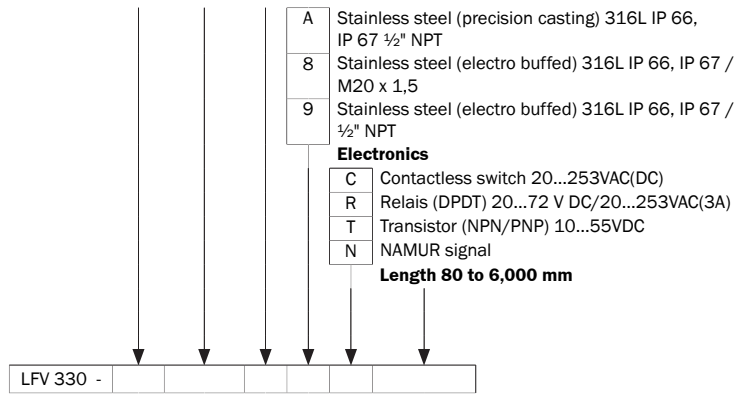 A Stainless steel (precision casting) 316L IP 66,
IP 67 ½" NPT
8 Stainless steel (electro buffed) 316L IP 66, IP 67 /
M20 x 1,5
9 Stainless steel (electro buffed) 316L IP 66, IP 67 /
½" NPT
Electronics
C Contactless switch 20...253VAC(DC)
R Relais (DPDT) 20...72 V DC/20...253VAC(3A)
T Transistor (NPN/PNP) 10...55VDC
N NAMUR signal
Length 80 to 6,000 mm
LFV 330 -